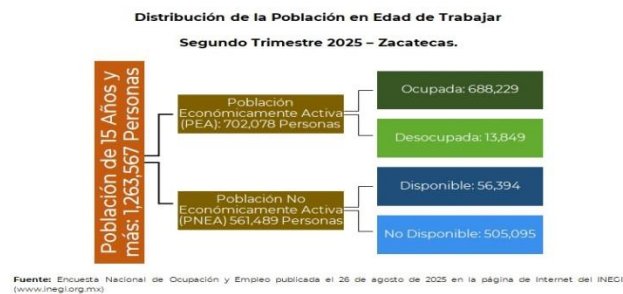 Distribución de la Población en Edad de Trabajar
Segundo Trimestre 2025 – Zacatecas.
Población de 15 Años y
más: 1,263,567 Personas
Población
Económicamente Activa
(PEA): 702,078 Personas
Ocupada: 688,229
Desocupada: 13,849
Población No
Económicamente Activa
(PNEA) 561,489 Personas
Disponible: 56,394
No Disponible: 505,095
Fuente: Encuesta Nacional de Ocupación y Empleo publicada el 26 de agosto de 2025 en la página de Internet del INEGI
(www.inegi.org.mx)